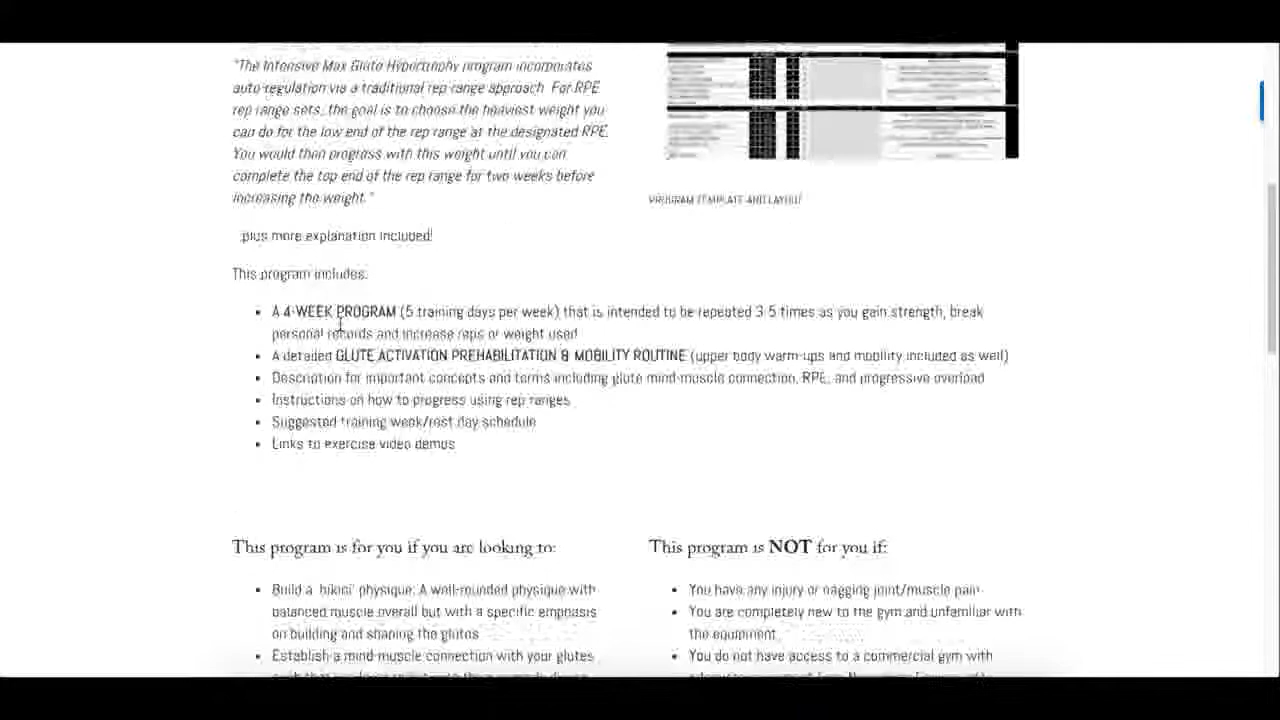 "The Intensive Max Glute Hypertrophy program incorporates
auto regulation via a traditional rep range approach. For RPE
rep range sets, the goal is to choose the heaviest weight you
can do for the low end of the rep range at the designated RPE.
You would then progress with this weight until you can
complete the top end of the rep range for two weeks before
increasing the weight."
PROGRAM TEMPLATE AND LAYOUT
..plus more explanation included!
This program includes:
• A 4-WEEK PROGRAM (5 training days per week) that is intended to be repeated 3-5 times as you gain strength, break
personal records and increase reps or weight used
• A detailed GLUTE ACTIVATION PREHABILITATION & MOBILITY ROUTINE (upper body warm-ups and mobility included as well)
• Description for important concepts and terms including glute mind-muscle connection, RPE, and progressive overload
• Instructions on how to progress using rep ranges
• Suggested training week/rest day schedule
• Links to exercise video demos
This program is for you if you are looking to:
• Build a 'bikini' physique: A well-rounded physique with
balanced muscle overall but with a specific emphasis
on building and shaping the glutes
• Establish a mind-muscle connection with your glutes
This program is NOT for you if:
• You have any injury or nagging joint/muscle pain
• You are completely new to the gym and unfamiliar with
the equipment
• You do not have access to a commercial gym with